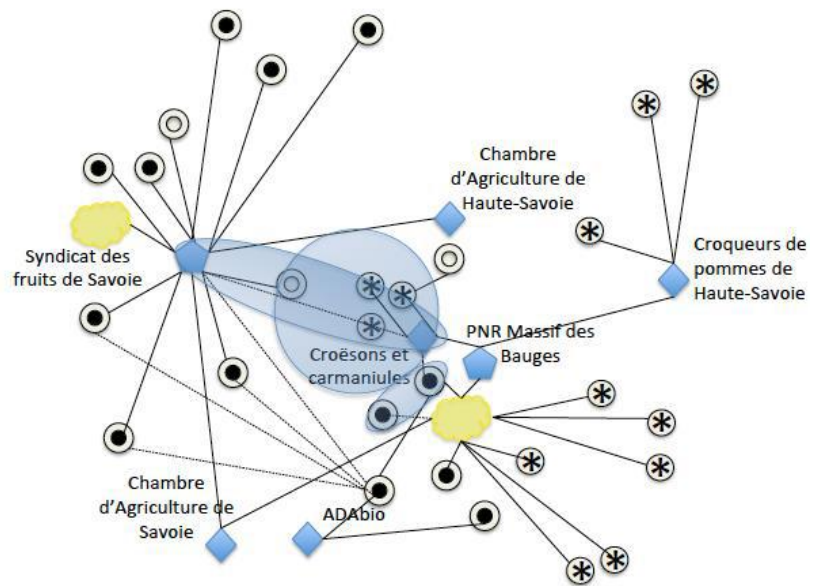 Chambre
d'Agriculture de
Haute-Savoie
Syndicat des
fruits de Savoie
Croqueurs de
pommes de
Haute-Savoie
PNR Massif des
Bauges
Croësons et
carmaniules
Chambre
d'Agriculture de
Savoie
ADAbio